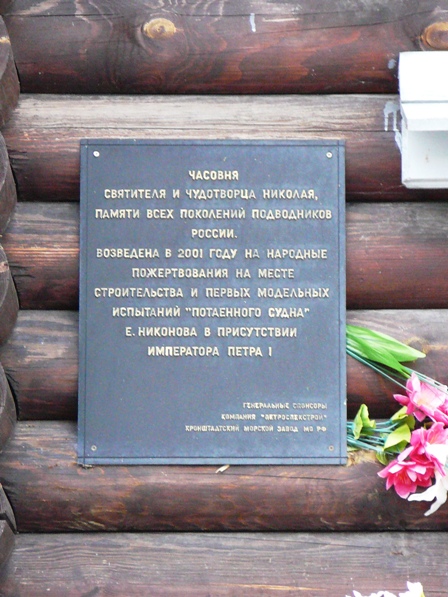 ЧАСОВНЯ
СВЯТИТЕЛЯ И ЧУДОТВОРЦА НИКОЛАЯ,
ПАМЯТИ ВСЕХ ПОКОЛЕНИЙ ПОДВОДНИКОВ
РОССИИ.
ВОЗВЕДЕНА В 2001 ГОДУ НА НАРОДНЫЕ
ПОЖЕРТВОВАНИЯ НА МЕСТЕ
СТРОИТЕЛЬСТВА И ПЕРВЫХ МОДЕЛЬНЫХ
ИСПЫТАНИЙ "ПОТАЕННОГО СУДНА"
Е. НИКОНОВА В ПРИСУТСТВИИ
ИМПЕРАТОРА ПЕТРА I
ГЕНЕРАЛЬНЫЕ СПОНСОРЫ
КОМПАНИЯ "ПЕТРОСПЕКСТРОЙ"
КРОНШТАДТСКИЙ МОРСКОЙ ЗАВОД МО РФ